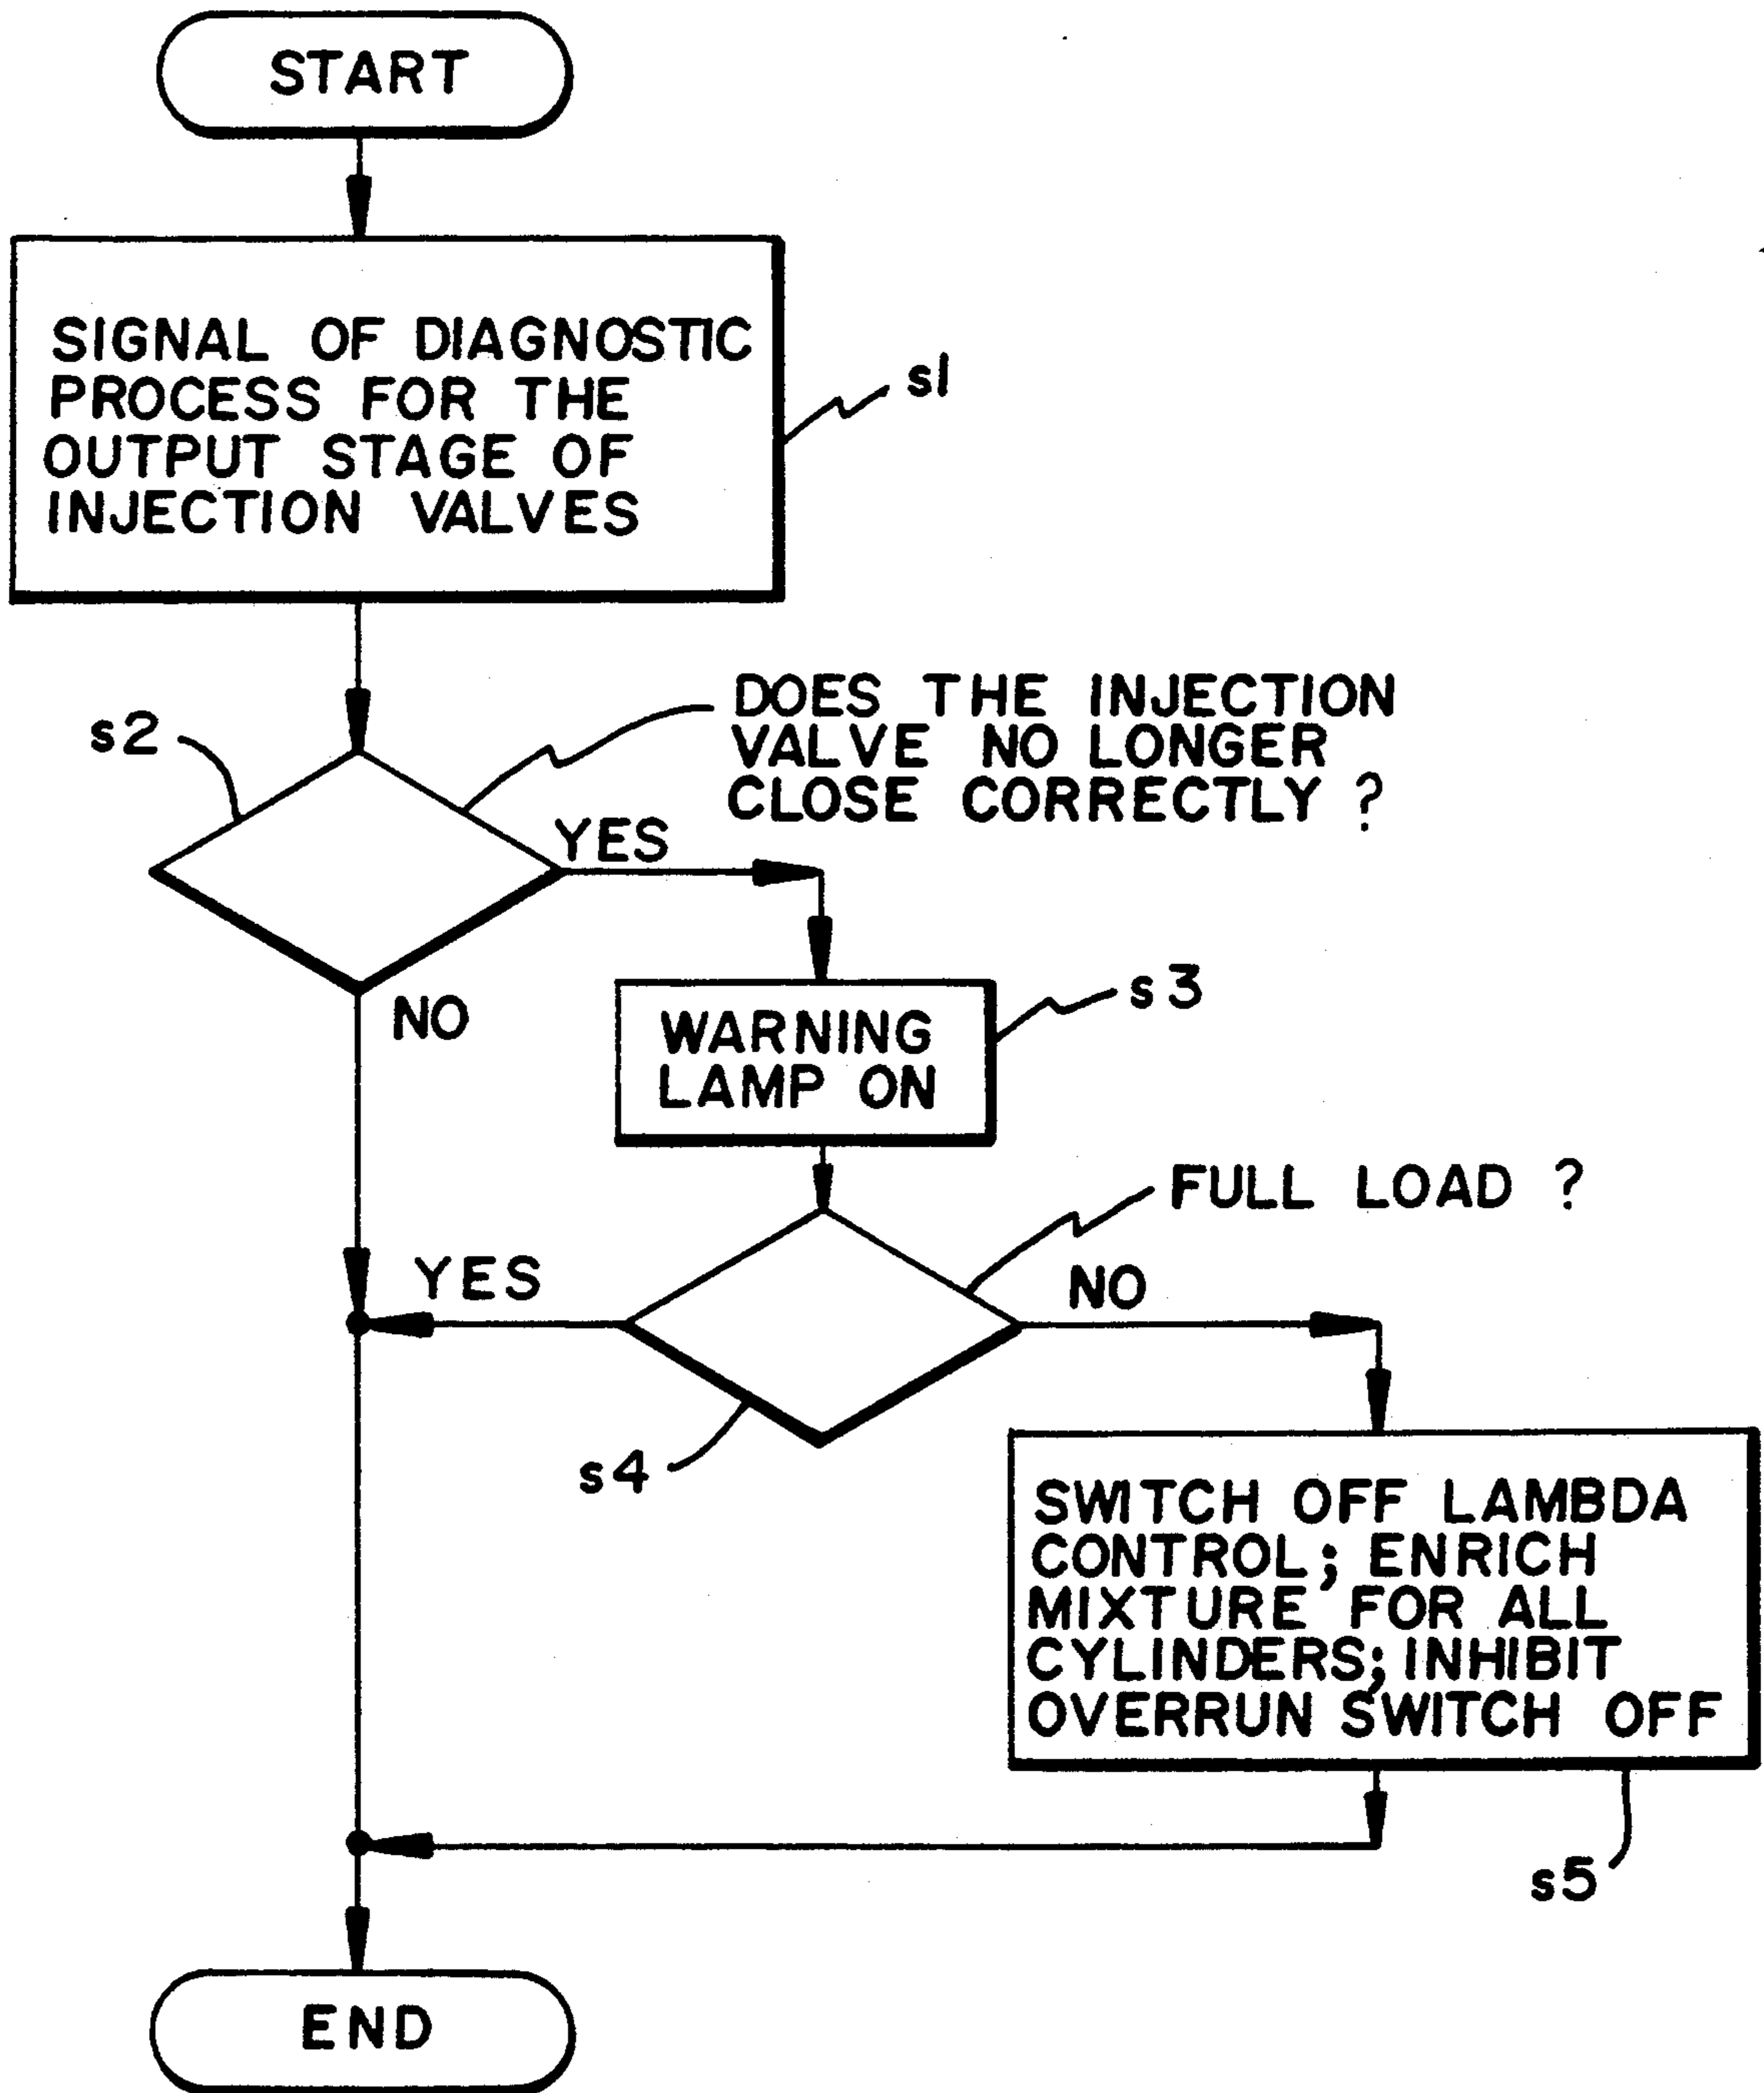 START
SIGNAL OF DIAGNOSTIC
PROCESS FOR THE
OUTPUT STAGE OF
INJECTION VALVES
s1
s2
DOES THE INJECTION
VALVE NO LONGER
CLOSE CORRECTLY ?
YES
NO
WARNING
LAMP ON
s3
FULL LOAD ?
YES
NO
s4
SWITCH OFF LAMBDA
CONTROL; ENRICH
MIXTURE FOR ALL
CYLINDERS; INHIBIT
OVERRUN SWITCH OFF
s5
END